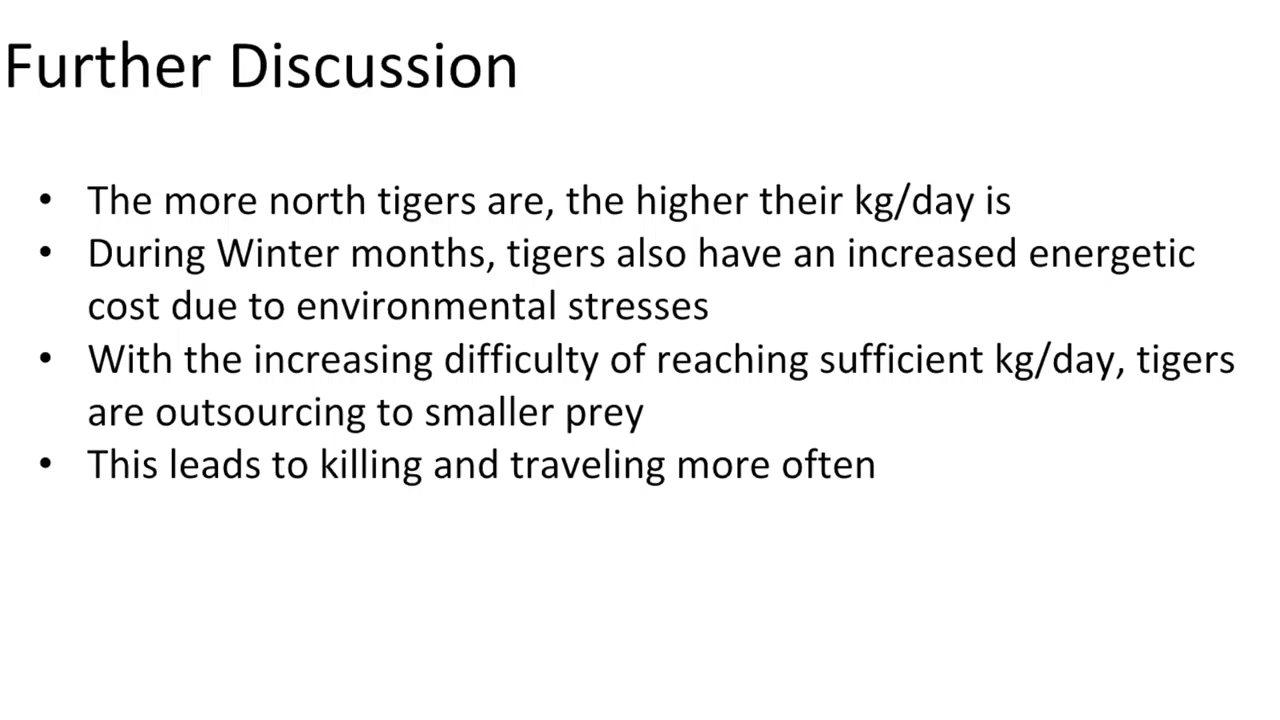 Further Discussion
• The more north tigers are, the higher their kg/day is
• During Winter months, tigers also have an increased energetic
cost due to environmental stresses
• With the increasing difficulty of reaching sufficient kg/day, tigers
are outsourcing to smaller prey
• This leads to killing and traveling more often